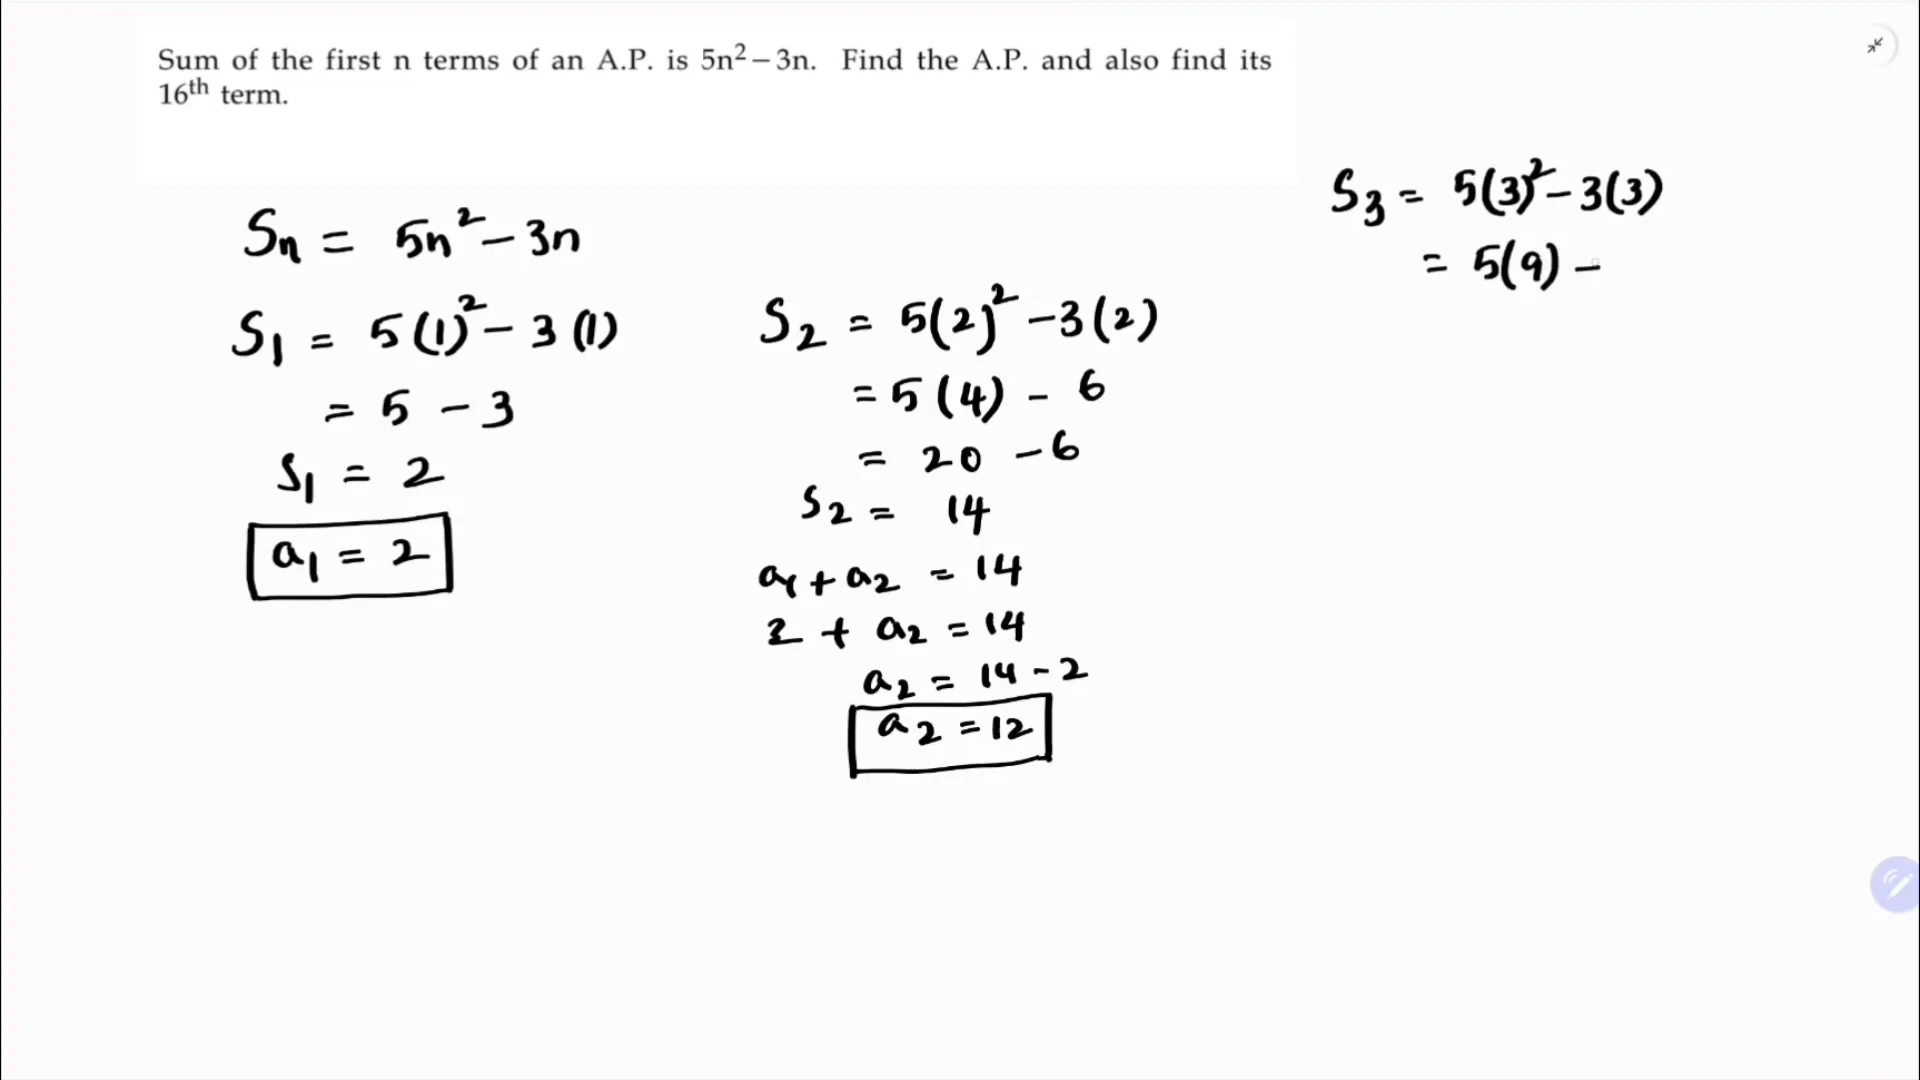 Sum of the first n terms of an A.P. is 5n² – 3n. Find the A.P. and also find its
16th term.
Sn = 5n² – 3n
S1 = 5(1)² – 3(1)
= 5 – 3
S1 = 2
a1 = 2
S2 = 5(2)² – 3(2)
= 5(4) – 6
= 20 – 6
S2 = 14
a1 + a2 = 14
2 + a2 = 14
a2 = 14 – 2
a2 = 12
S3 = 5(3)² – 3(3)
= 5(9) –